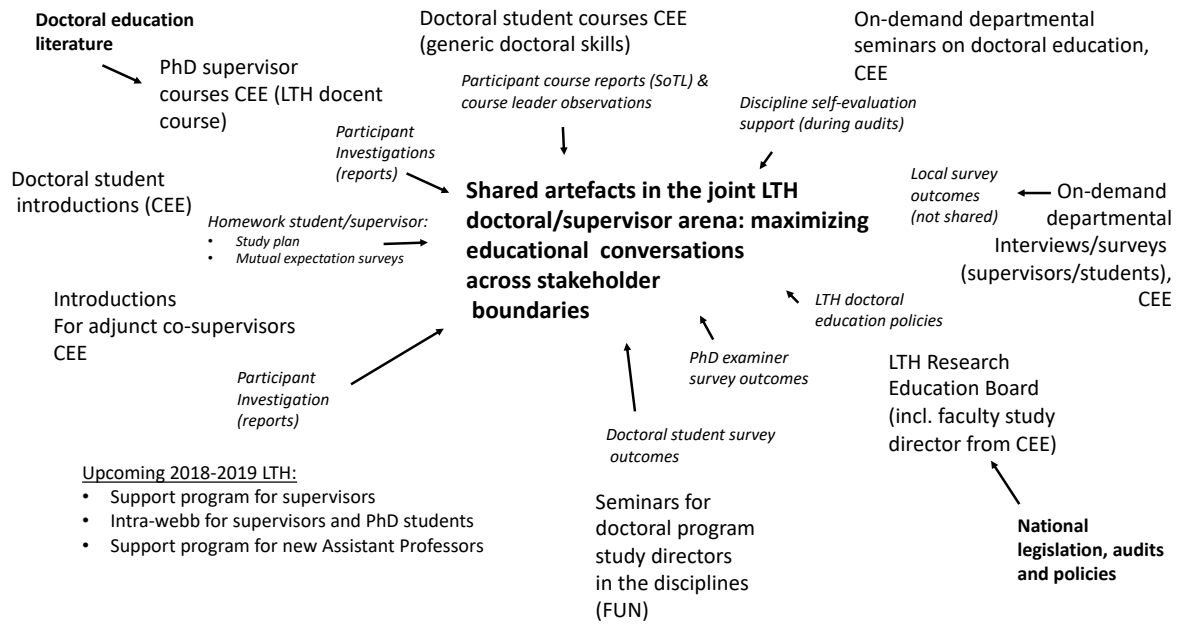 Doctoral education
literature
PhD supervisor
courses CEE (LTH docent
course)
Doctoral student courses CEE
(generic doctoral skills)
Participant course reports (SoTL) &
course leader observations
On-demand departmental
seminars on doctoral education,
CEE
Discipline self-evaluation
support (during audits)
Participant
Investigations
(reports)
Doctoral student
introductions (CEE)
Homework student/supervisor:
• Study plan
• Mutual expectation surveys
Shared artefacts in the joint LTH
doctoral/supervisor arena: maximizing
educational conversations
across stakeholder
boundaries
Local survey
outcomes
(not shared)
On-demand
departmental
Interviews/surveys
(supervisors/students),
CEE
Introductions
For adjunct co-supervisors
CEE
Participant
Investigation
(reports)
LTH doctoral
education policies
PhD examiner
survey outcomes
Doctoral student survey
outcomes
LTH Research
Education Board
(incl. faculty study
director from CEE)
Upcoming 2018-2019 LTH:
• Support program for supervisors
• Intra-webb for supervisors and PhD students
• Support program for new Assistant Professors
Seminars for
doctoral program
study directors
in the disciplines
(FUN)
National
legislation, audits
and policies